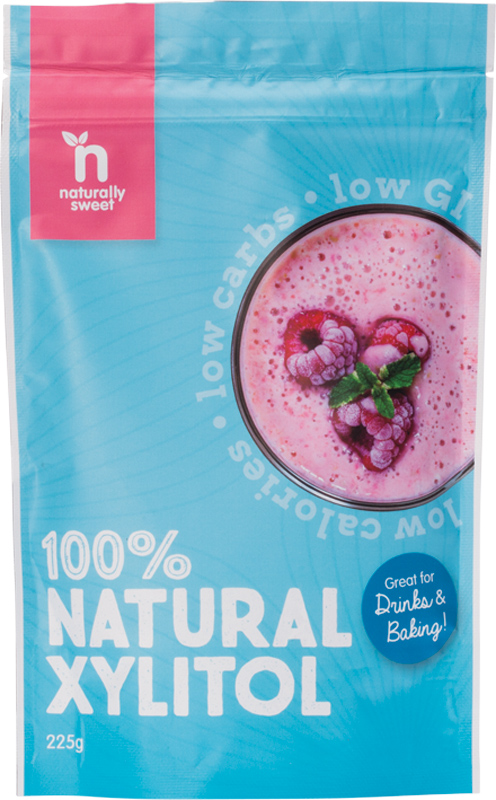 n
naturally
sweet
low calories • low carbs • low GI
100%
NATURAL
XYLITOL
225g
Great for
Drinks &
Baking!